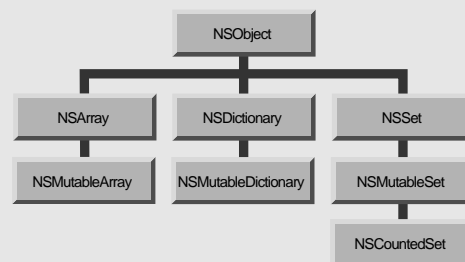 NSObject
NSArray
NSDictionary
NSSet
NSMutableArray
NSMutableDictionary
NSMutableSet
NSCountedSet